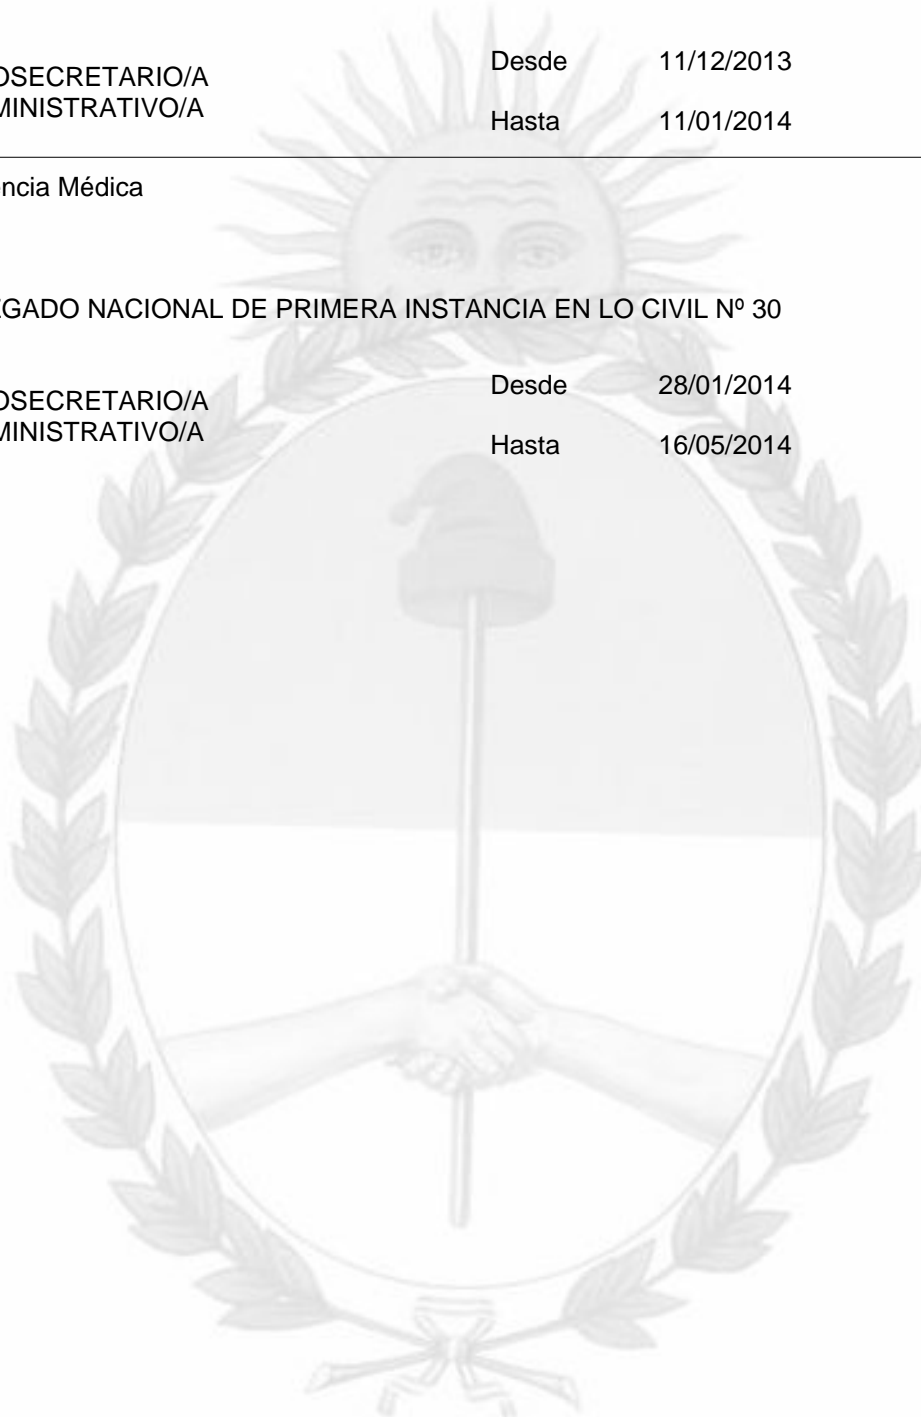 Desde 11/12/2013
OSECRETARIO/A
MINISTRATIVO/A
Hasta 11/01/2014
encia Médica
GADO NACIONAL DE PRIMERA INSTANCIA EN LO CIVIL Nº 30
Desde 28/01/2014
OSECRETARIO/A
MINISTRATIVO/A
Hasta 16/05/2014